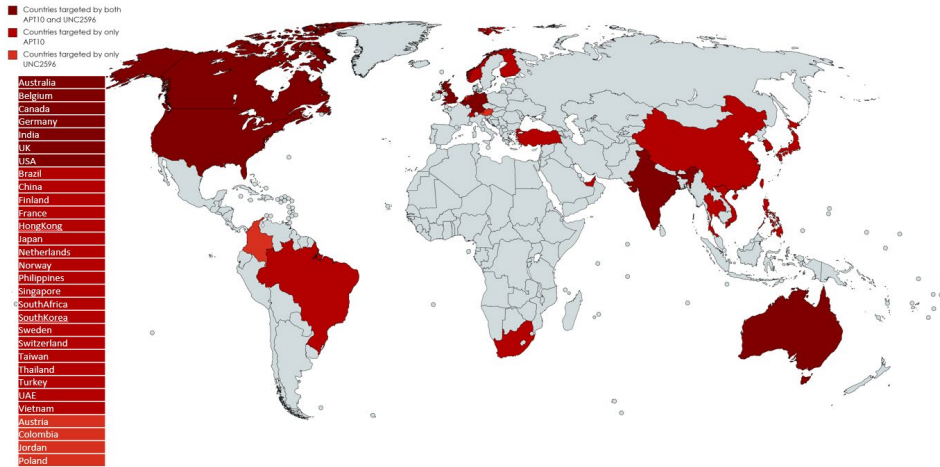 Countries targeted by both
APT10 and UNC2596
Countries targeted by only
APT10
Countries targeted by only
UNC2596
Australia
Belgium
Canada
Germany
India
UK
USA
Brazil
China
Finland
France
HongKong
Japan
Netherlands
Norway
Philippines
Singapore
SouthAfrica
SouthKorea
Sweden
Switzerland
Taiwan
Thailand
Turkey
UAE
Vietnam
Austria
Colombia
Jordan
Poland